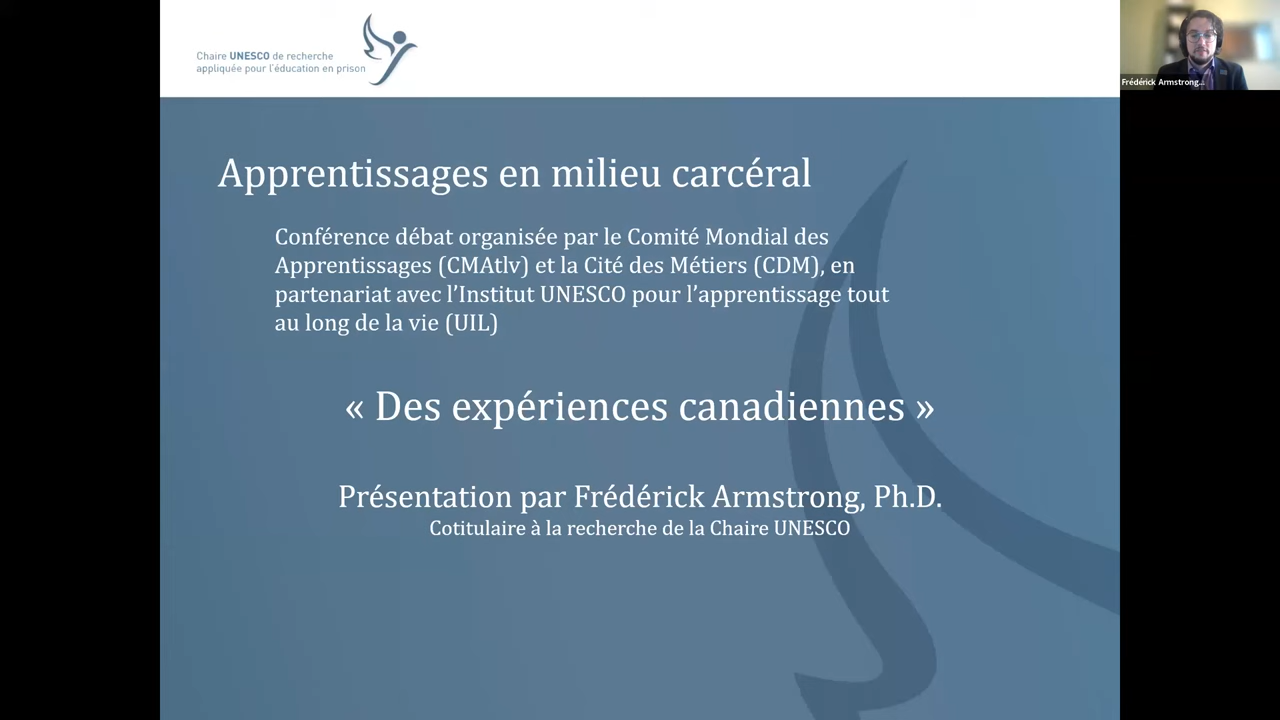 Chaire UNESCO de recherche
appliquée pour l'éducation en prison
Frédérick Armstrong...
Apprentissages en milieu carcéral
Conférence débat organisée par le Comité Mondial des
Apprentissages (CMAtlv) et la Cité des Métiers (CDM), en
partenariat avec l'Institut UNESCO pour l'apprentissage tout
au long de la vie (UIL)
« Des expériences canadiennes »
Présentation par Frédérick Armstrong, Ph.D.
Cotitulaire à la recherche de la Chaire UNESCO